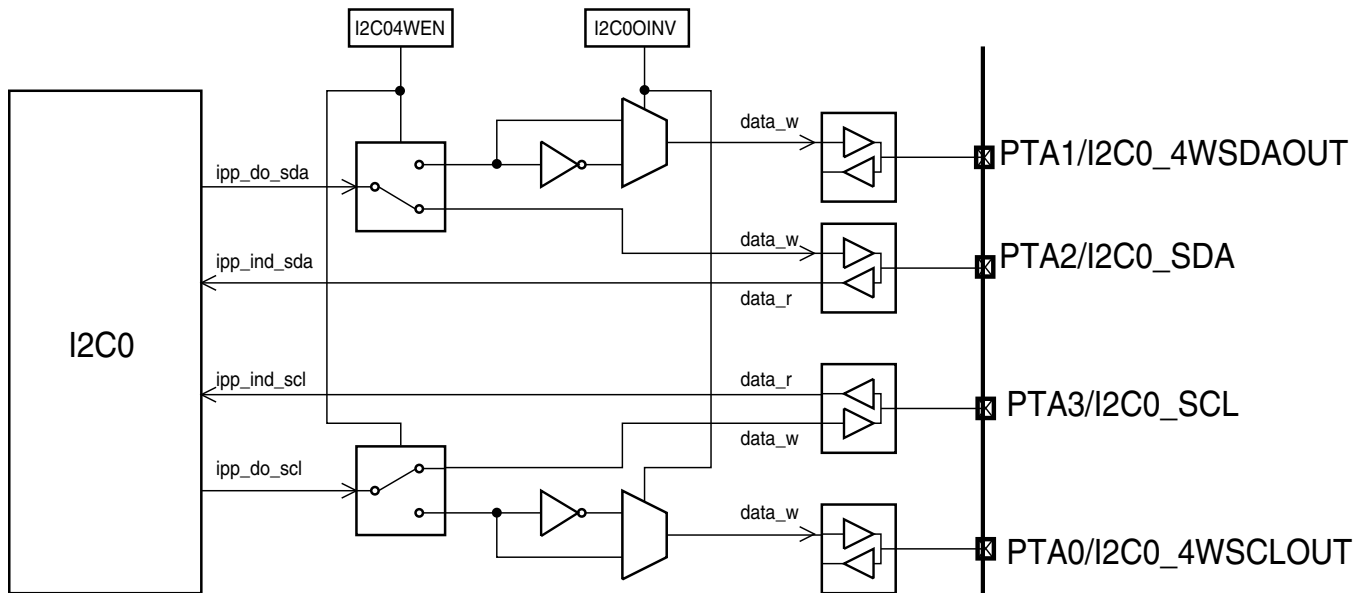 I2C04WEN
I2C0OINV
data_w
PTA1/I2C0_4WSDAOUT
ipp_do_sda
data_w
PTA2/I2C0_SDA
ipp_ind_sda
data_r
I2C0
ipp_ind_scl
data_r
PTA3/I2C0_SCL
data_w
ipp_do_scl
data_w
PTA0/I2C0_4WSCLOUT